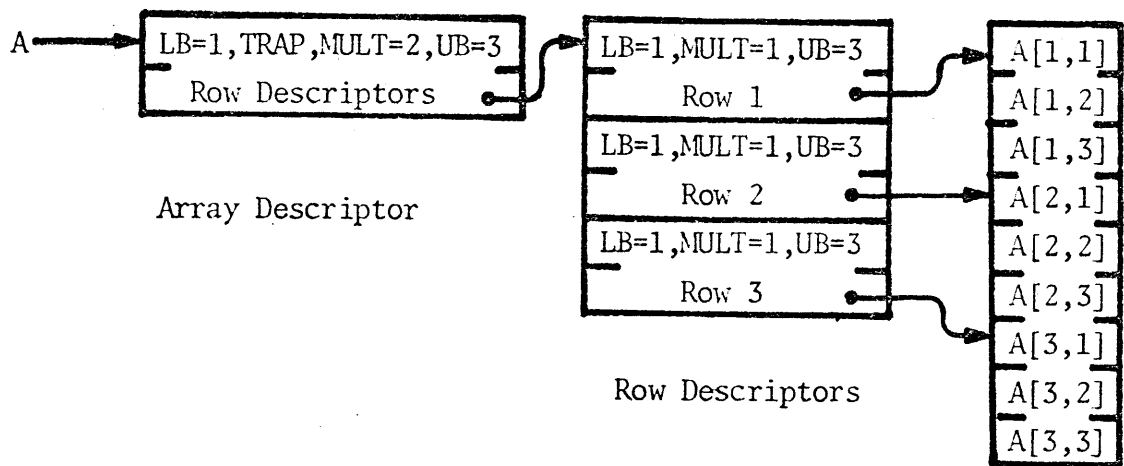 A
LB=1,TRAP,MULT=2,UB=3
Row Descriptors
Array Descriptor
LB=1,MULT=1,UB=3
Row 1
LB=1,MULT=1,UB=3
Row 2
LB=1,MULT=1,UB=3
Row 3
Row Descriptors
A[1,1]
A[1,2]
A[1,3]
A[2,1]
A[2,2]
A[2,3]
A[3,1]
A[3,2]
A[3,3]